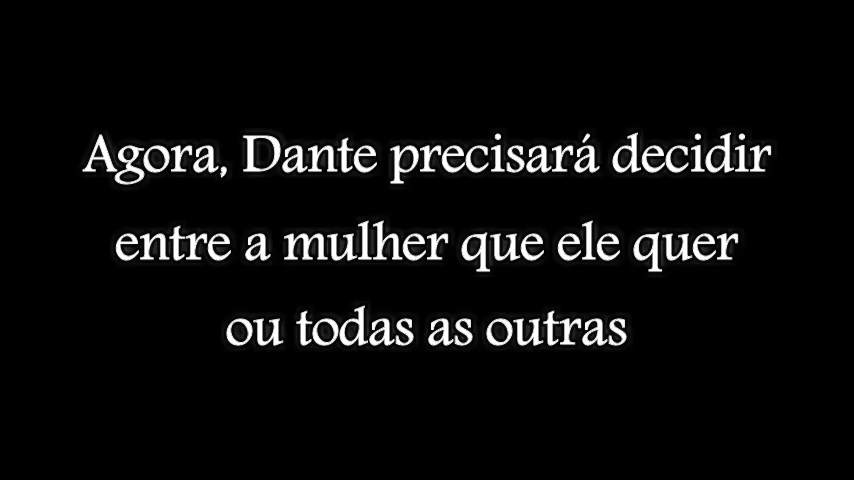 Agora, Dante precisará decidir
entre a mulher que ele quer
ou todas as outras